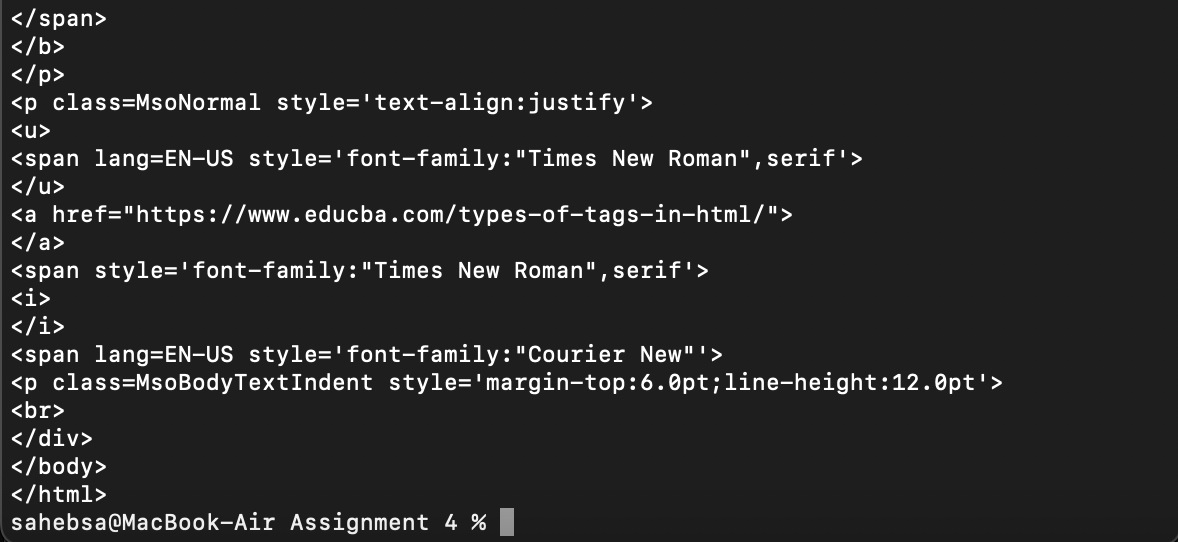 </span>
</b>
</p>
<p class=MsoNormal style='text-align:justify'>
<u>
<span lang=EN-US style='font-family:"Times New Roman",serif'>
</u>
<a href="https://www.educba.com/types-of-tags-in-html/">
</a>
<span style='font-family:"Times New Roman",serif'>
<i>
</i>
<span lang=EN-US style='font-family:"Courier New"'>
<p class=MsoBodyTextIndent style='margin-top:6.0pt;line-height:12.0pt'>
<br>
</div>
</body>
</html>
sahebsa@MacBook-Air Assignment 4 %